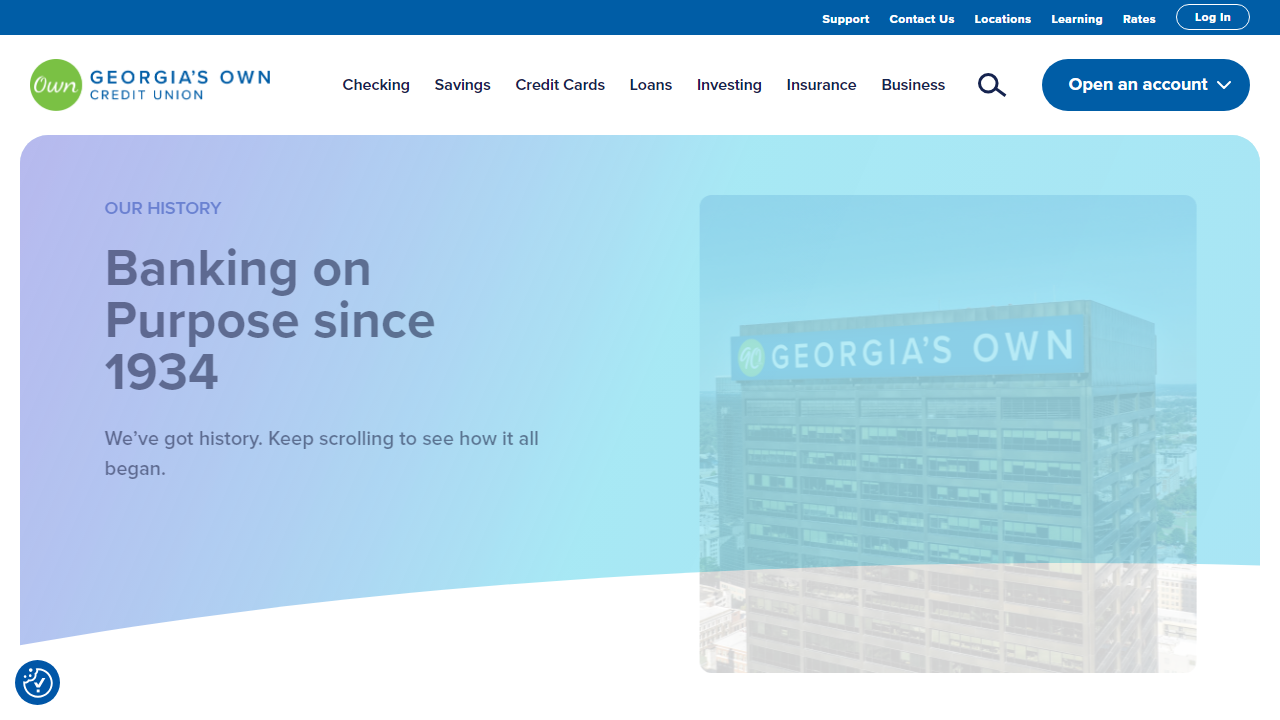 Support Contact Us Locations Learning Rates Log In
Own GEORGIA'S OWN
CREDIT UNION
Checking Savings Credit Cards Loans Investing Insurance Business Open an account
OUR HISTORY
Banking on
Purpose since
1934
We’ve got history. Keep scrolling to see how it all
began.
GO GEORGIA'S OWN